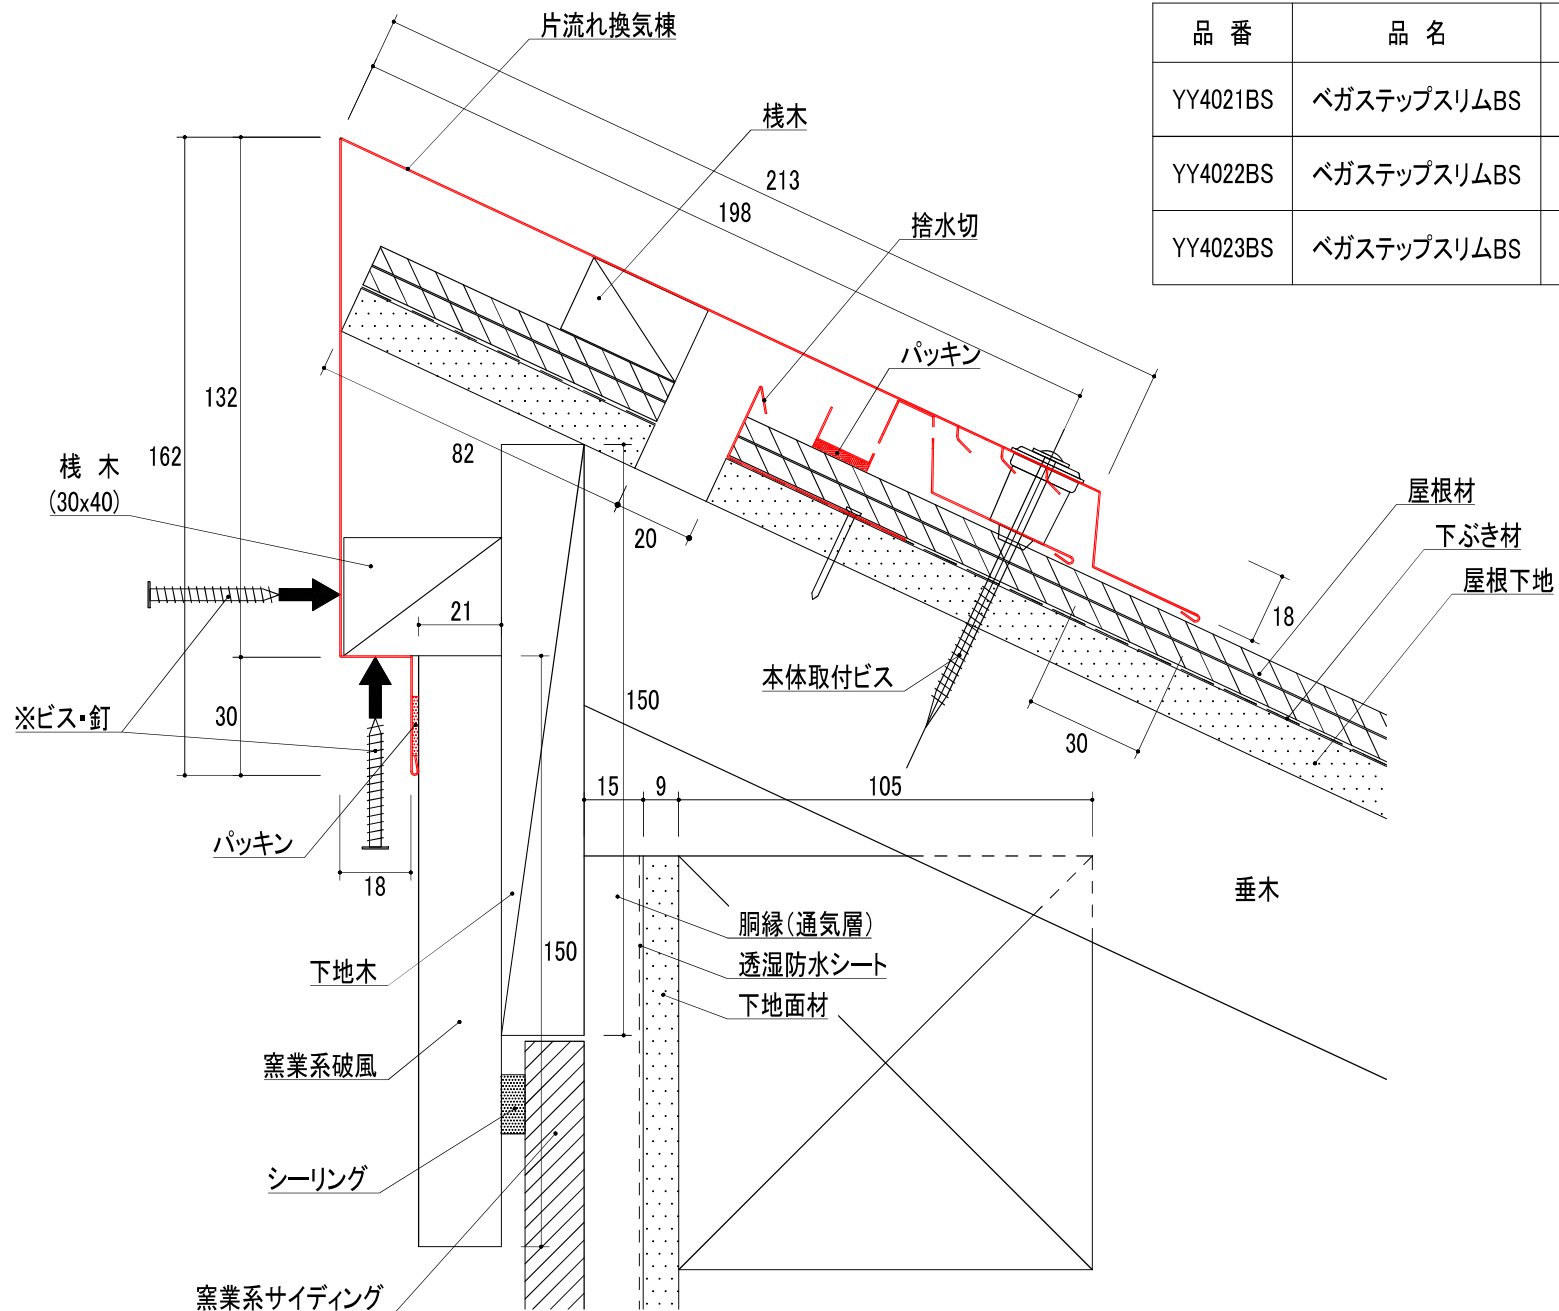 片流れ換気棟
品 番 品 名
YY4021BS ベガステップスリムBS
YY4022BS ベガステップスリムBS
YY4023BS ベガステップスリムBS
桟木
213
198
捨水切
パッキン
132
162
82
20
桟 木
(30x40)
屋根材
下ぶき材
屋根下地
18
21
本体取付ビス
150
※ビス・釘
30
30
15
9
105
パッキン
18
垂木
胴縁(通気層)
透湿防水シート
下地面材
150
下地木
窯業系破風
シーリング
窯業系サイディング